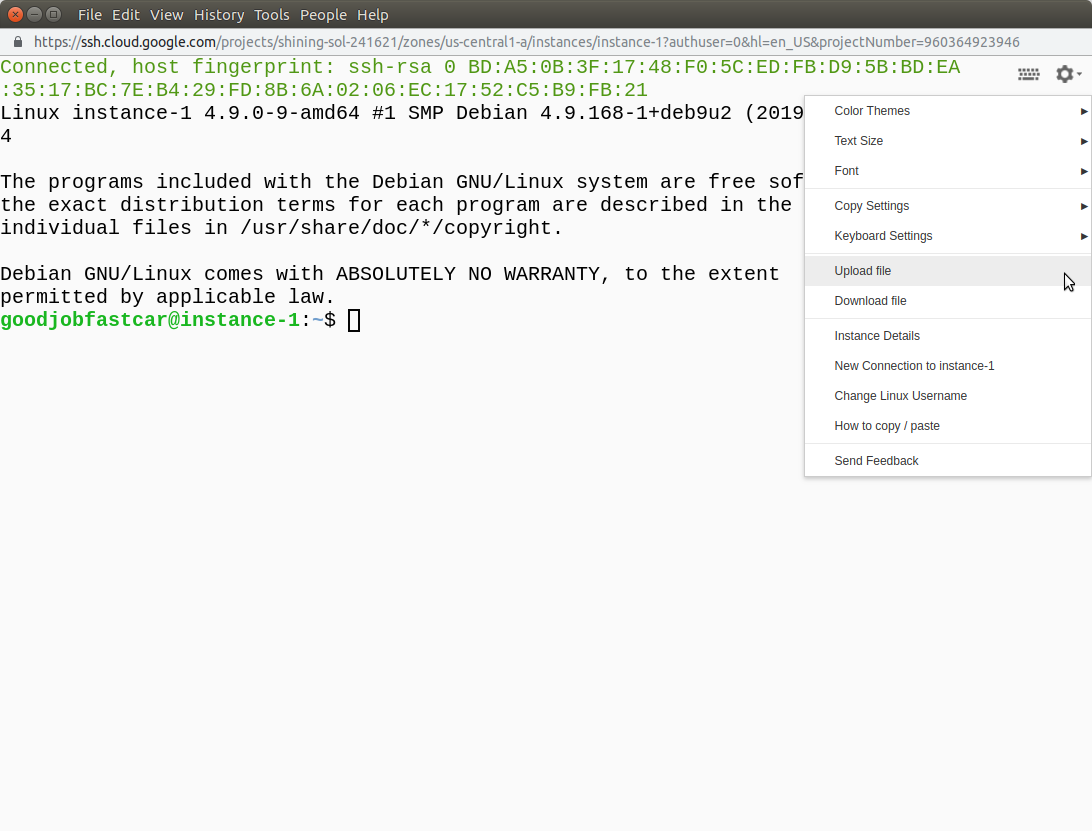 File Edit View History Tools People Help
https://ssh.cloud.google.com/projects/shining-sol-241621/zones/us-central1-a/instances/instance-1?authuser=0&hl=en_US&projectNumber=960364923946
Connected, host fingerprint: ssh-rsa 0 BD:A5:0B:3F:17:48:F0:5C:ED:FB:D9:5B:BD:EA
:35:17:BC:7E:B4:29:FD:8B:6A:02:06:EC:17:52:C5:B9:FB:21
Linux instance-1 4.9.0-9-amd64 #1 SMP Debian 4.9.168-1+deb9u2 (2019
4
The programs included with the Debian GNU/Linux system are free sof
the exact distribution terms for each program are described in the
individual files in /usr/share/doc/*/copyright.
Debian GNU/Linux comes with ABSOLUTELY NO WARRANTY, to the extent
permitted by applicable law.
goodjobfastcar@instance-1:~$
Color Themes
Text Size
Font
Copy Settings
Keyboard Settings
Upload file
Download file
Instance Details
New Connection to instance-1
Change Linux Username
How to copy / paste
Send Feedback